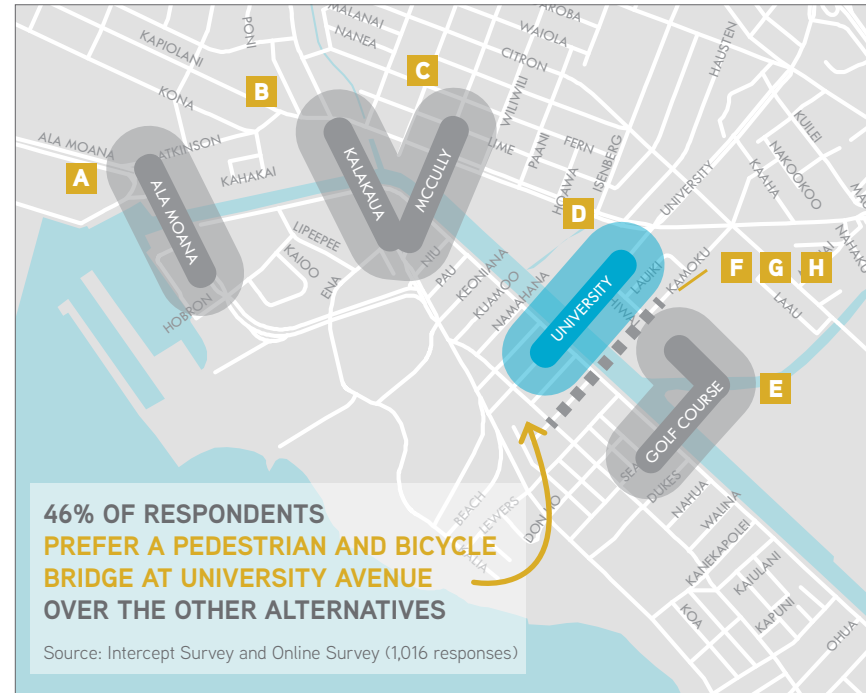 MALANAI
AKOBA
PONI
WAIOLA
NANEA
HAUSTEN
KAPIOLANI
CITRON
C
B
KONA
WILIWILI
KUILEI
ALA MOANA
ATKINSON
LIME
PAANI
FERN
ISENBERG
NAKOOKOO
KAAHA
A
KAHAKAI
KALAKAUA
MCCULLY
HOAWA
UNIVERSITY
ALA MOANA
D
LIPEEPEE
KAIOO
ENA
NIU
PAU
KEONIANA
KUAMOO
NAMAHANA
LAUIKI
KAMOKU
F G H
LAAU
HOBRON
UNIVERSITY
E
GOLF COURSE
DUKES
NAHUA
WALINA
KANEKAPOLEI
KAIULANI
KAPUNI
KOA
OHUA
BEACH
LEWERS
46% OF RESPONDENTS
PREFER A PEDESTRIAN AND BICYCLE
BRIDGE AT UNIVERSITY AVENUE
OVER THE OTHER ALTERNATIVES
Source: Intercept Survey and Online Survey (1,016 responses)